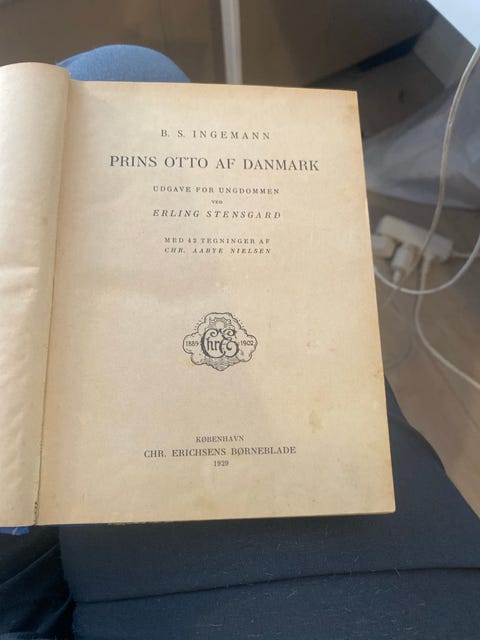 B. S. INGEMANN
PRINS OTTO AF DANMARK
UDGAVE FOR UNGDOMMEN
VED
ERLING STENSGARD
MED 42 TEGNINGER AF
CHR. AABYE NIELSEN
1889 ChrE 1902
KØBENHAVN
CHR. ERICHSENS BØRNEBLADE
1929